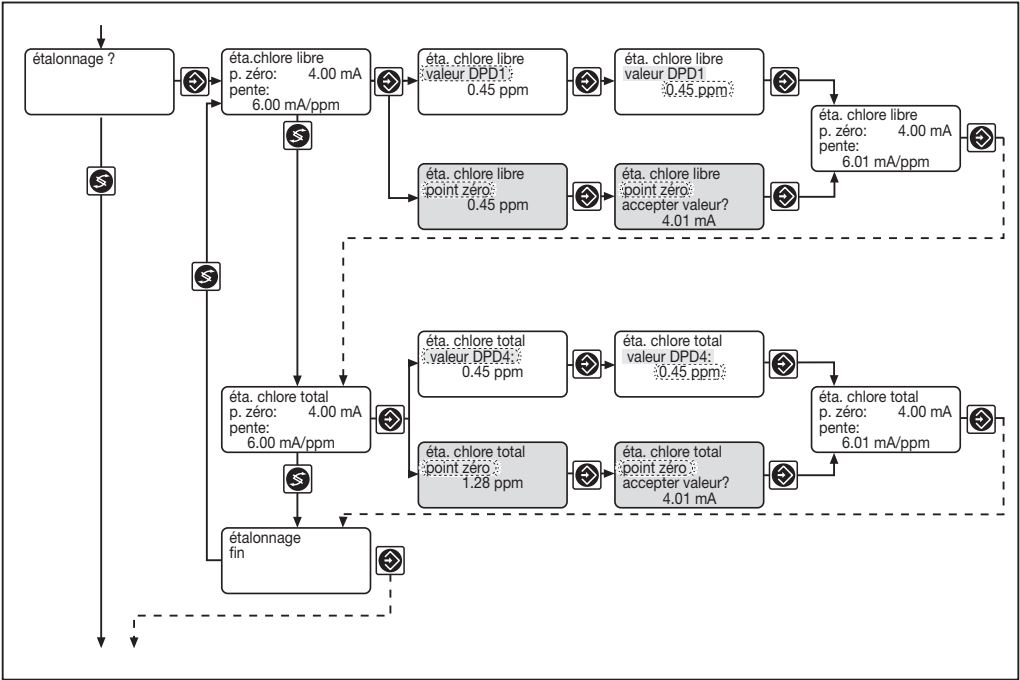 étalonnage ?
éta.chlore libre
p. zéro: 4.00 mA
pente:
6.00 mA/ppm
éta. chlore libre
valeur DPD1:
0.45 ppm
éta. chlore libre
valeur DPD1
0.45 ppm
éta. chlore libre
p. zéro: 4.00 mA
pente:
6.01 mA/ppm
éta. chlore libre
point zéro
0.45 ppm
éta. chlore libre
point zéro
accepter valeur?
4.01 mA
éta. chlore total
valeur DPD4:
0.45 ppm
éta. chlore total
valeur DPD4:
0.45 ppm
éta. chlore total
p. zéro: 4.00 mA
pente:
6.00 mA/ppm
éta. chlore total
p. zéro: 4.00 mA
pente:
6.01 mA/ppm
éta. chlore total
point zéro
1.28 ppm
éta. chlore total
point zéro
accepter valeur?
4.01 mA
étalonnage
fin